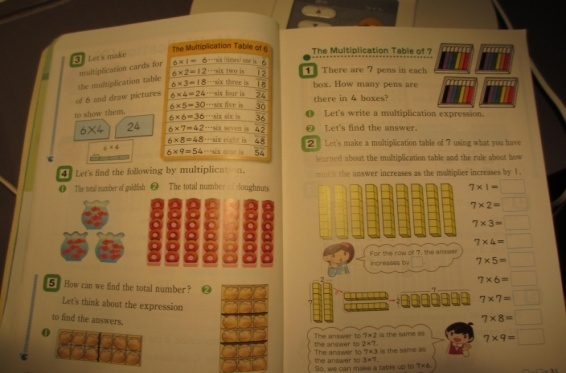 3 Let's make
multiplication cards for
the multiplication table
of 6 and draw pictures
to show them.
6×4 24
6×4
The Multiplication Table of 6
6×1= 6 ··· six times one is 6
6×2=12 ··· six two is 12
6×3=18 ··· six three is 18
6×4=24 ··· six four is 24
6×5=30 ··· six five is 30
6×6=36 ··· six six is 36
6×7=42 ··· six seven is 42
6×8=48 ··· six eight is 48
6×9=54 ··· six nine is 54
4 Let's find the following by multiplication.
1 The total number of goldfish 2 The total number of doughnuts
5 How can we find the total number? 2
Let's think about the expression
to find the answers.
1
The Multiplication Table of 7
1 There are 7 pens in each
box. How many pens are
there in 4 boxes?
1 Let's write a multiplication expression.
2 Let's find the answer.
2 Let's make a multiplication table of 7 using what you have
learned about the multiplication table and the rule about how
much the answer increases as the multiplier increases by 1.
7×1=
7×2=
7×3=
7×4=
7×5=
7×6=
7×7=
7×8=
7×9=
For the row of 7, the answer
increases by
2
7
7
2
The answer to 7×2 is the same as
the answer to 2×7.
The answer to 7×3 is the same as
the answer to 3×7.
So, we can make a table up to 7×